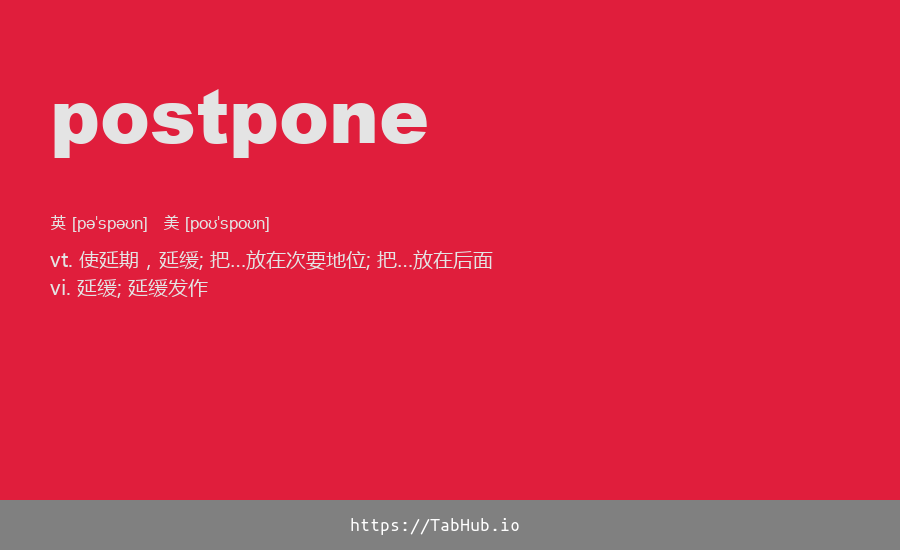 postpone
英 [pəˈspəʊn] 美 [poʊˈspoʊn]
vt. 使延期，延缓; 把…放在次要地位; 把…放在后面
vi. 延缓; 延缓发作
https://TabHub.io